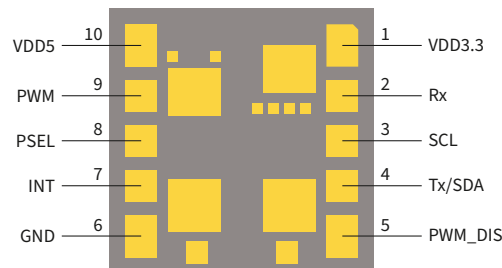 VDD5 10 1 VDD3.3
PWM 9 2 Rx
PSEL 8 3 SCL
INT 7 4 Tx/SDA
GND 6 5 PWM_DIS